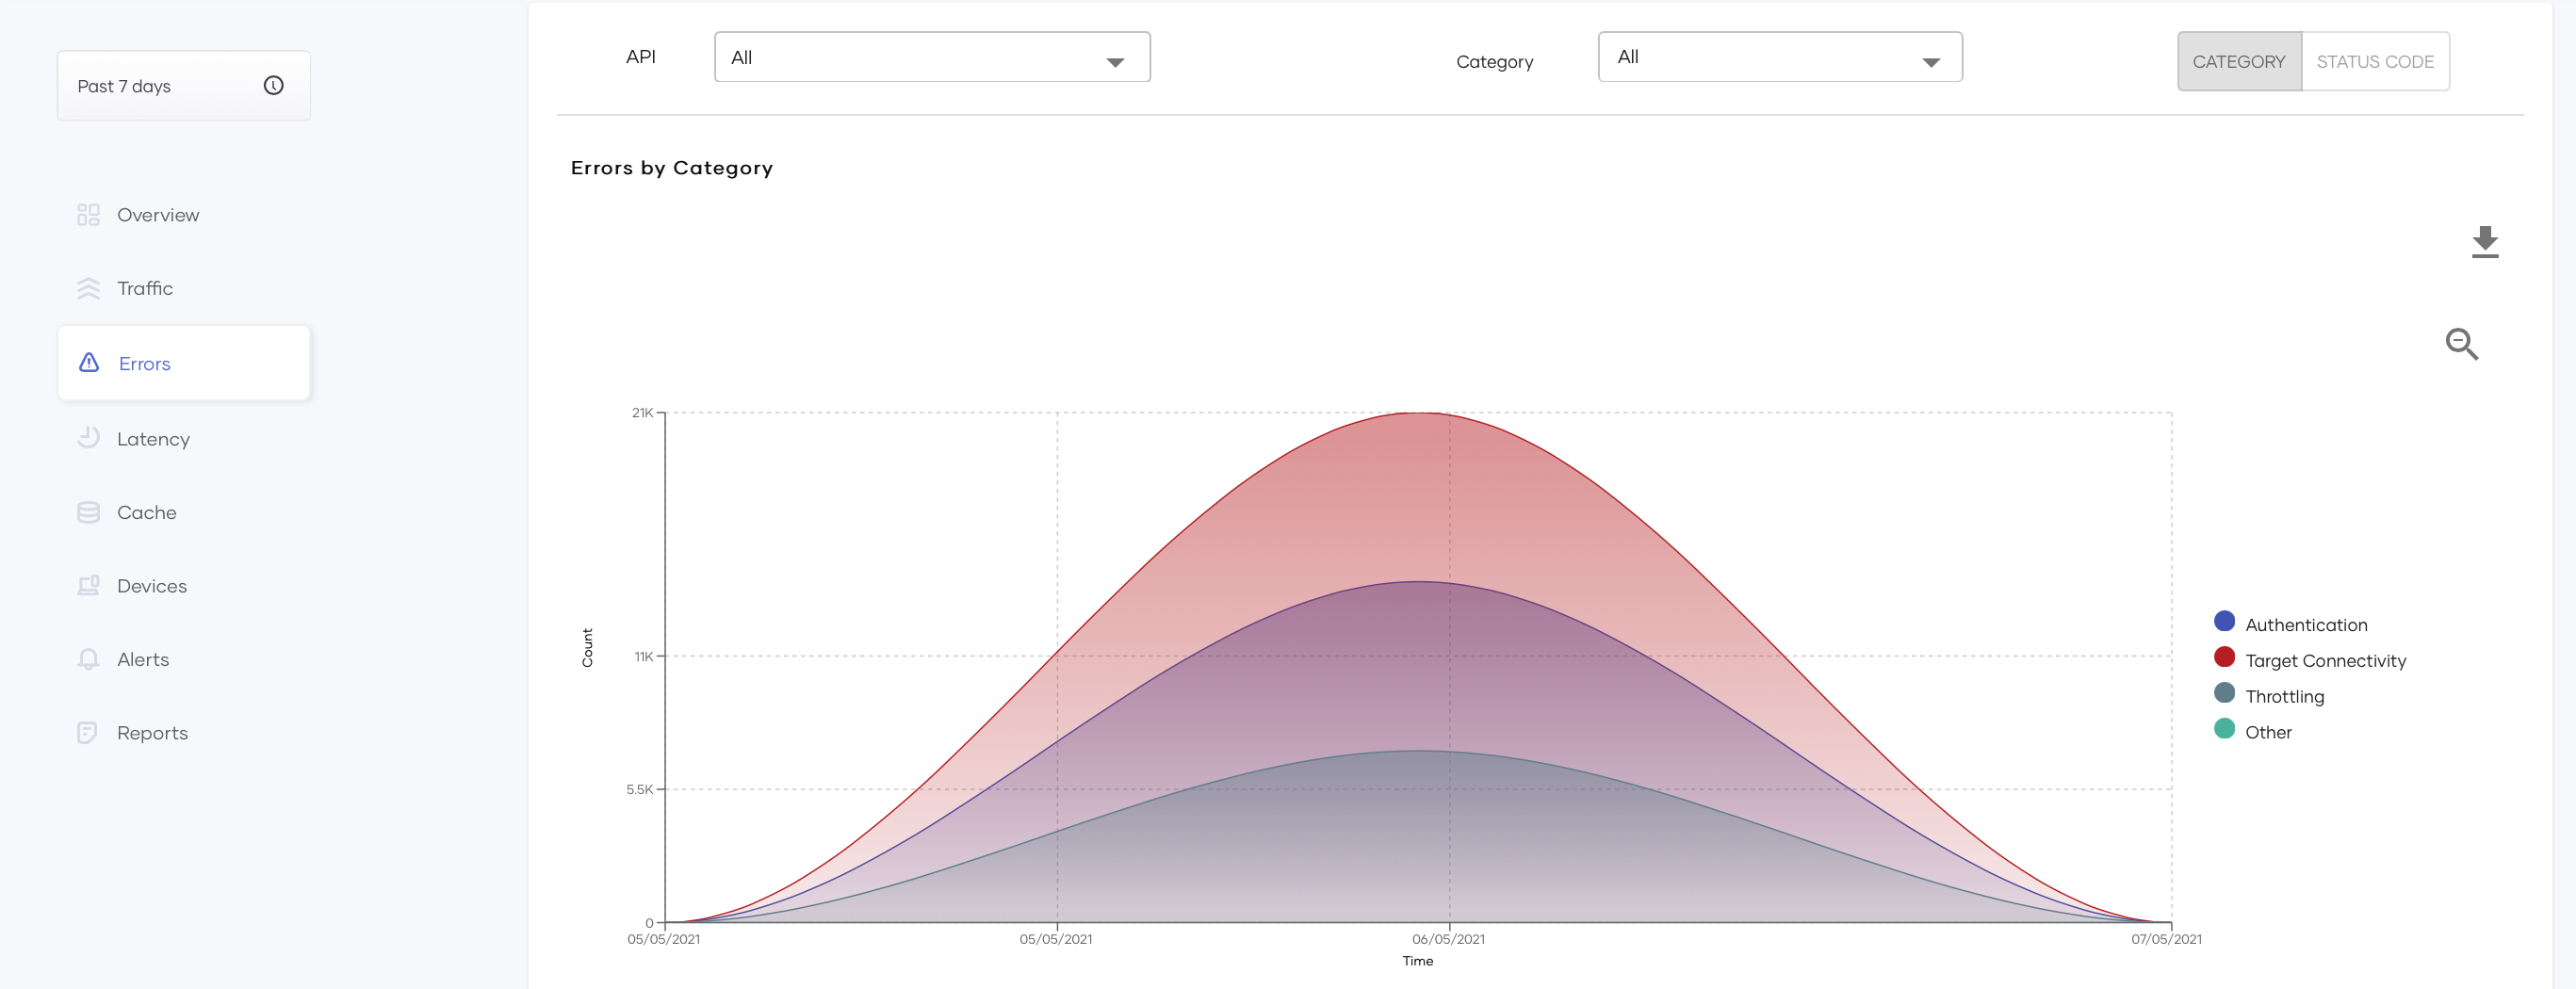 Past 7 days
Overview
Traffic
Errors
Latency
Cache
Devices
Alerts
Reports
API
All
Category
All
CATEGORY
STATUS CODE
Errors by Category
21K
11K
5.5K
0
Count
05/05/2021
05/05/2021
06/05/2021
07/05/2021
Time
Authentication
Target Connectivity
Throttling
Other